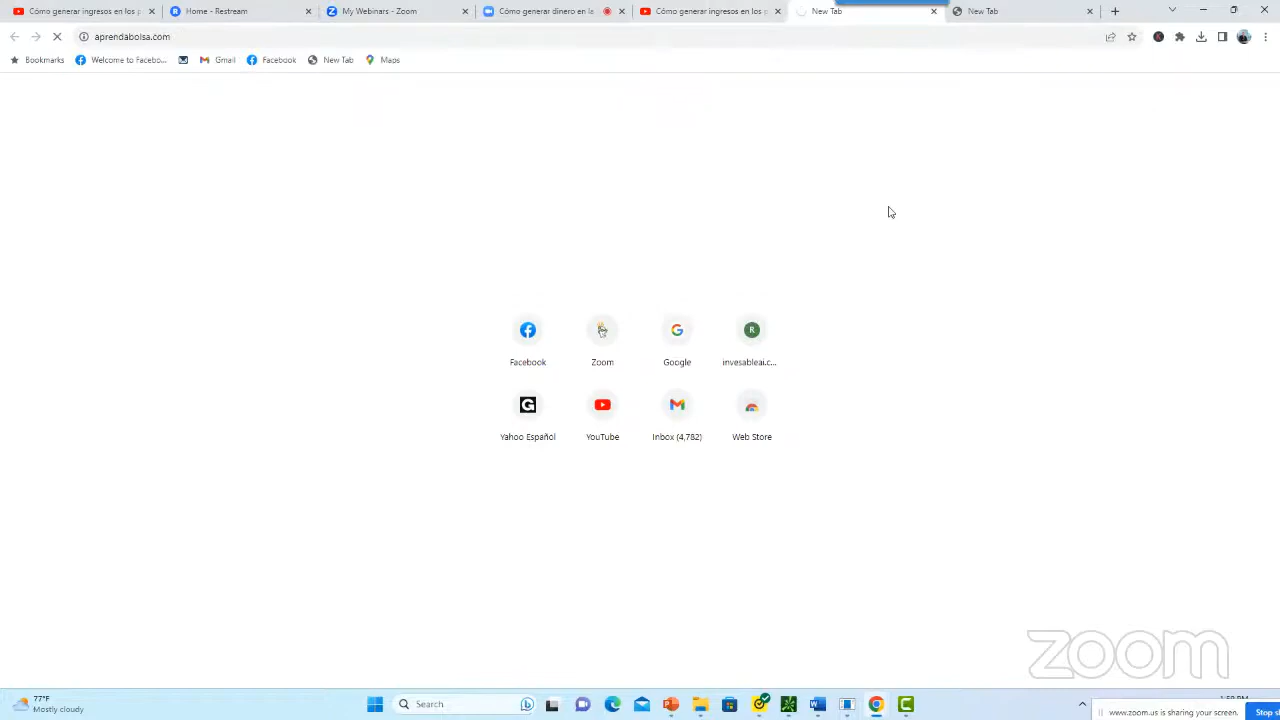 Cómo generar ingresos en los p
Home - Restream
My Webinars - Zoom
Cómo generar dinero en la
Cómo generar ingresos en los p
New Tab
New Tab
aprendabolsa.com
Bookmarks
Welcome to Facebo...
Gmail
Facebook
New Tab
Maps
Facebook
Zoom
Google
R
invesableai.c...
Yahoo Español
YouTube
Inbox (4,782)
Web Store
zoom
77°F
Mostly cloudy
Search
www.zoom.us is sharing your screen.
Stop s